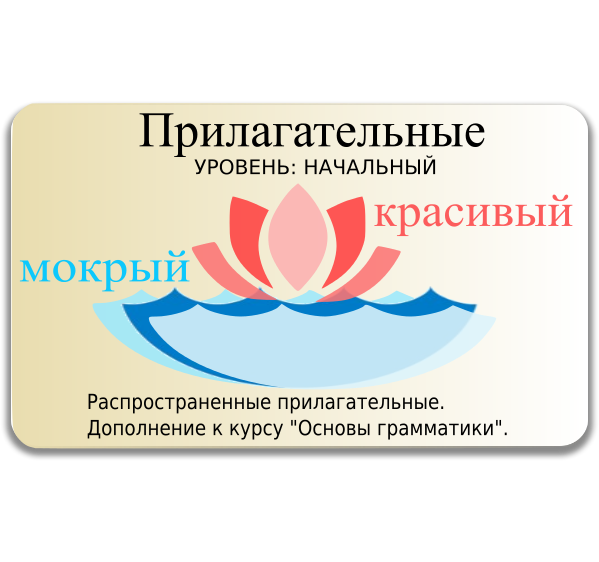 Прилагательные
УРОВЕНЬ: НАЧАЛЬНЫЙ
красивый
мокрый
Распространенные прилагательные.
Дополнение к курсу "Основы грамматики".